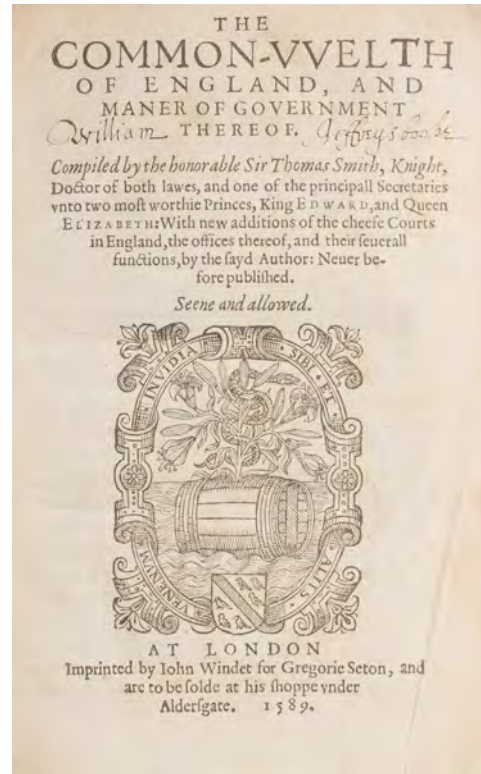 THE
COMMON-VVELTH
OF ENGLAND, AND
MANER OF GOVERNMENT
William THEREOF. Jeffrys booke
Compiled by the honorable Sir Thomas Smith, Knight,
Doctor of both lawes, and one of the principall Secretaries
vnto two moſt worthie Princes, King EDWARD, and Queen
ELIZABETH: With new additions of the cheefe Courts
in England, the offices thereof, and their ſeuerall
functions, by the ſayd Author: Neuer be-
fore publiſhed.
Seene and allowed.
INVIDIA · SIBI · ET ·
ALIIS · VENENVM
AT LONDON
Imprinted by Iohn Windet for Gregorie Seton, and
are to be ſolde at his ſhoppe vnder
Alderſgate. 1589.